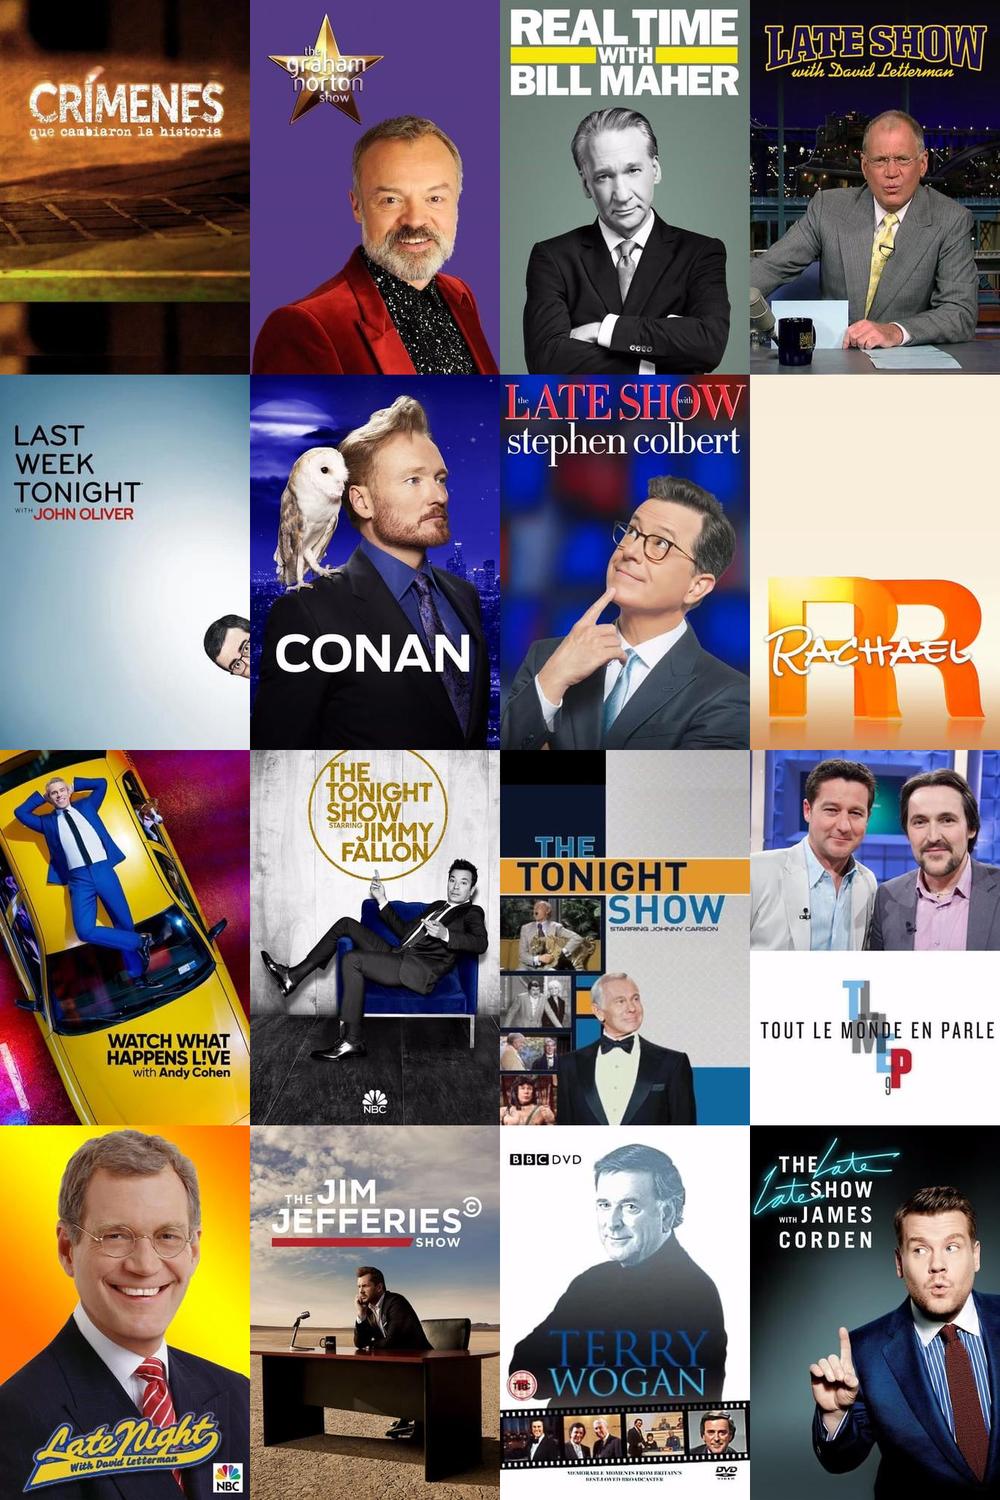 CRÍMENES
que cambiaron la historia
the
graham
norton
show
REAL TIME
WITH
BILL MAHER
LATE SHOW
with David Letterman
LAST
WEEK
TONIGHT
WITH JOHN OLIVER
CONAN
the LATE SHOW with
stephen colbert
RR
RACHAEL
WATCH WHAT
HAPPENS L!VE
with Andy Cohen
THE
TONIGHT
SHOW
STARRING JIMMY
FALLON
NBC
THE
TONIGHT
SHOW
STARRING JOHNNY CARSON
TLMEP
TOUT LE MONDE EN PARLE
Late Night
With David Letterman
NBC
THE JIM
JEFFERIES
SHOW
BBC DVD
TERRY
WOGAN
MEMORABLE MOMENTS FROM BRITAIN'S
BEST-LOVED BROADCASTER
DVD
VIDEO
THE Late
Late SHOW
WITH JAMES
CORDEN